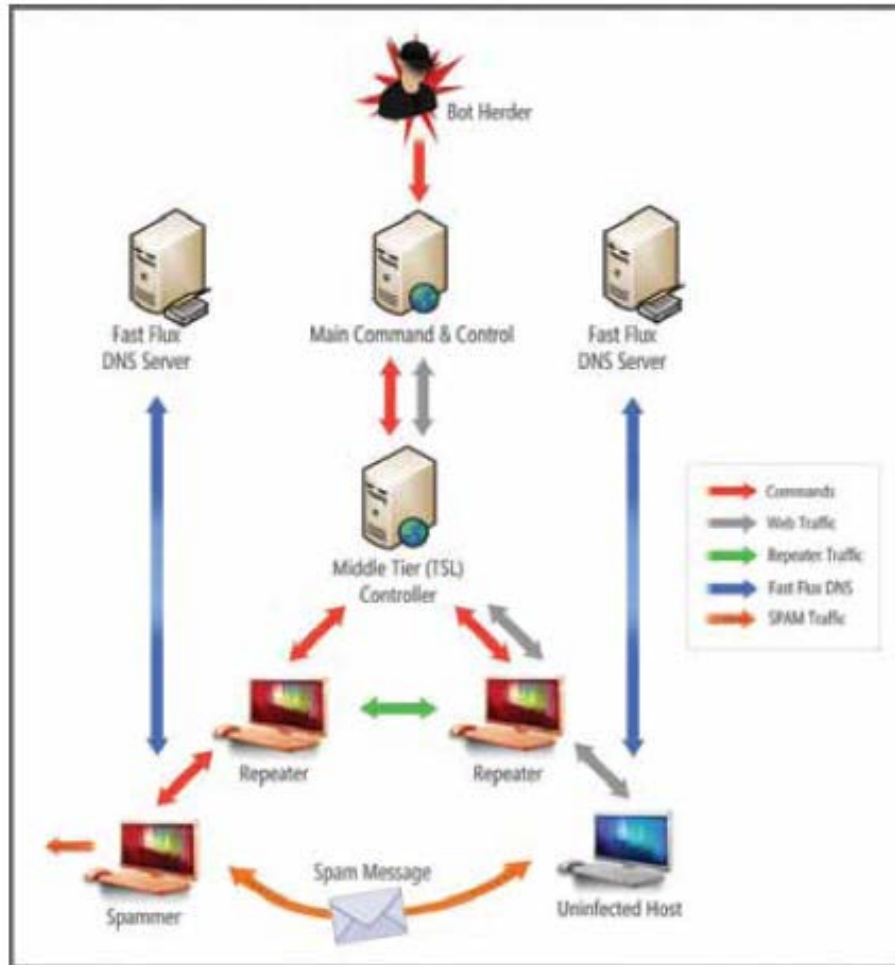 Bot Herder
Fast Flux
DNS Server
Main Command & Control
Fast Flux
DNS Server
Middle Tier (TSL)
Controller
Commands
Web Traffic
Repeater Traffic
Fast Flux DNS
SPAM Traffic
Repeater
Repeater
Spam Message
Spammer
Uninfected Host